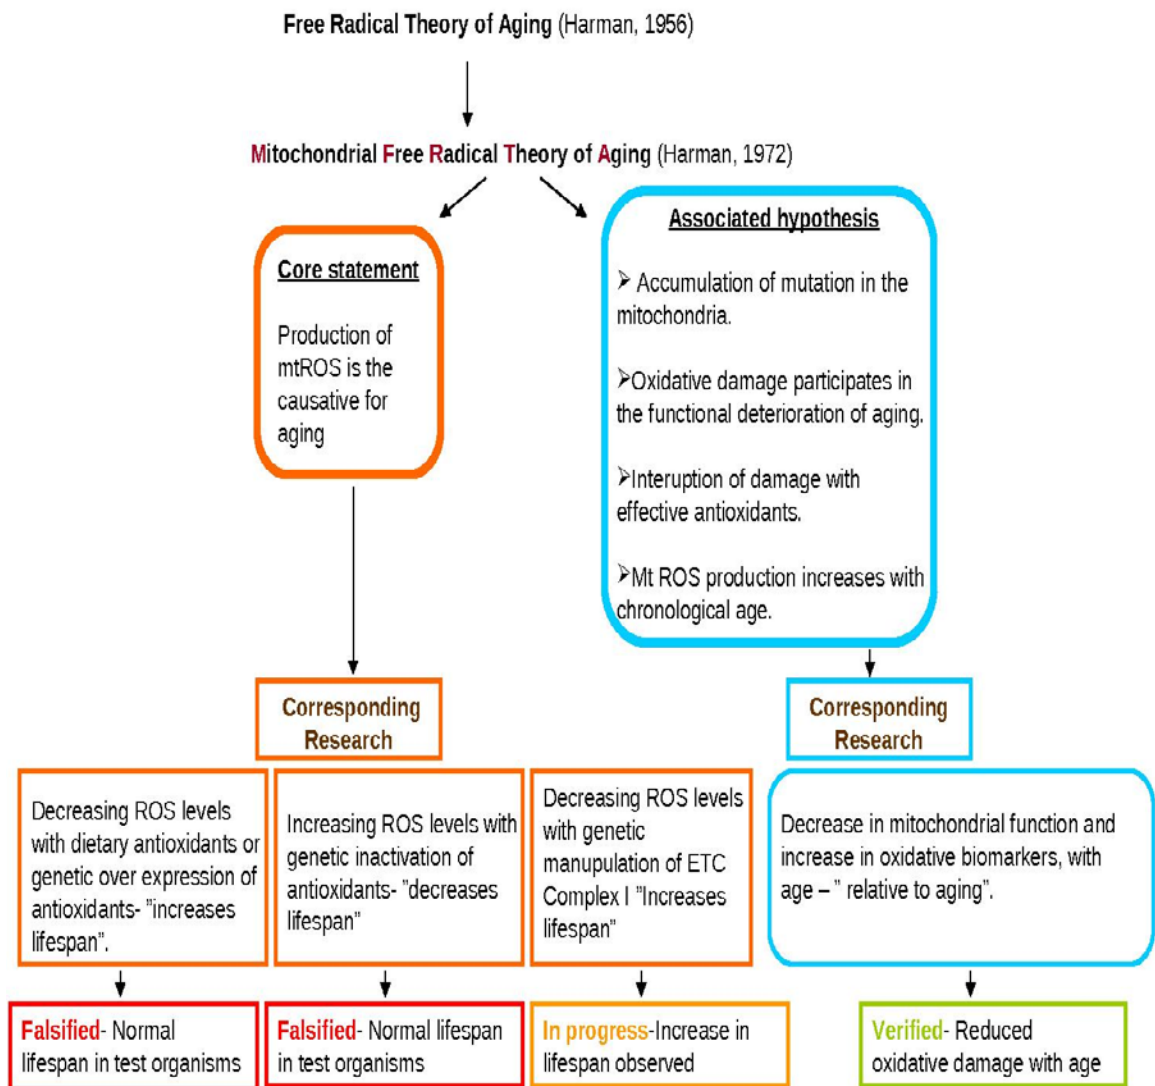 Free Radical Theory of Aging (Harman, 1956)
Mitochondrial Free Radical Theory of Aging (Harman, 1972)
Core statement
Production of
mtROS is the
causative for
aging
Associated hypothesis
➢ Accumulation of mutation in the
mitochondria.
➢Oxidative damage participates in
the functional deterioration of aging.
➢Interuption of damage with
effective antioxidants.
➢Mt ROS production increases with
chronological age.
Corresponding
Research
Corresponding
Research
Decreasing ROS levels
with dietary antioxidants or
genetic over expression of
antioxidants- ”increases
lifespan”.
Increasing ROS levels with
genetic inactivation of
antioxidants- ”decreases
lifespan”
Decreasing ROS levels
with genetic
manupulation of ETC
Complex I ”Increases
lifespan”
Decrease in mitochondrial function and
increase in oxidative biomarkers, with
age – ” relative to aging”.
Falsified- Normal
lifespan in test organisms
Falsified- Normal lifespan
in test organisms
In progress-Increase in
lifespan observed
Verified- Reduced
oxidative damage with age